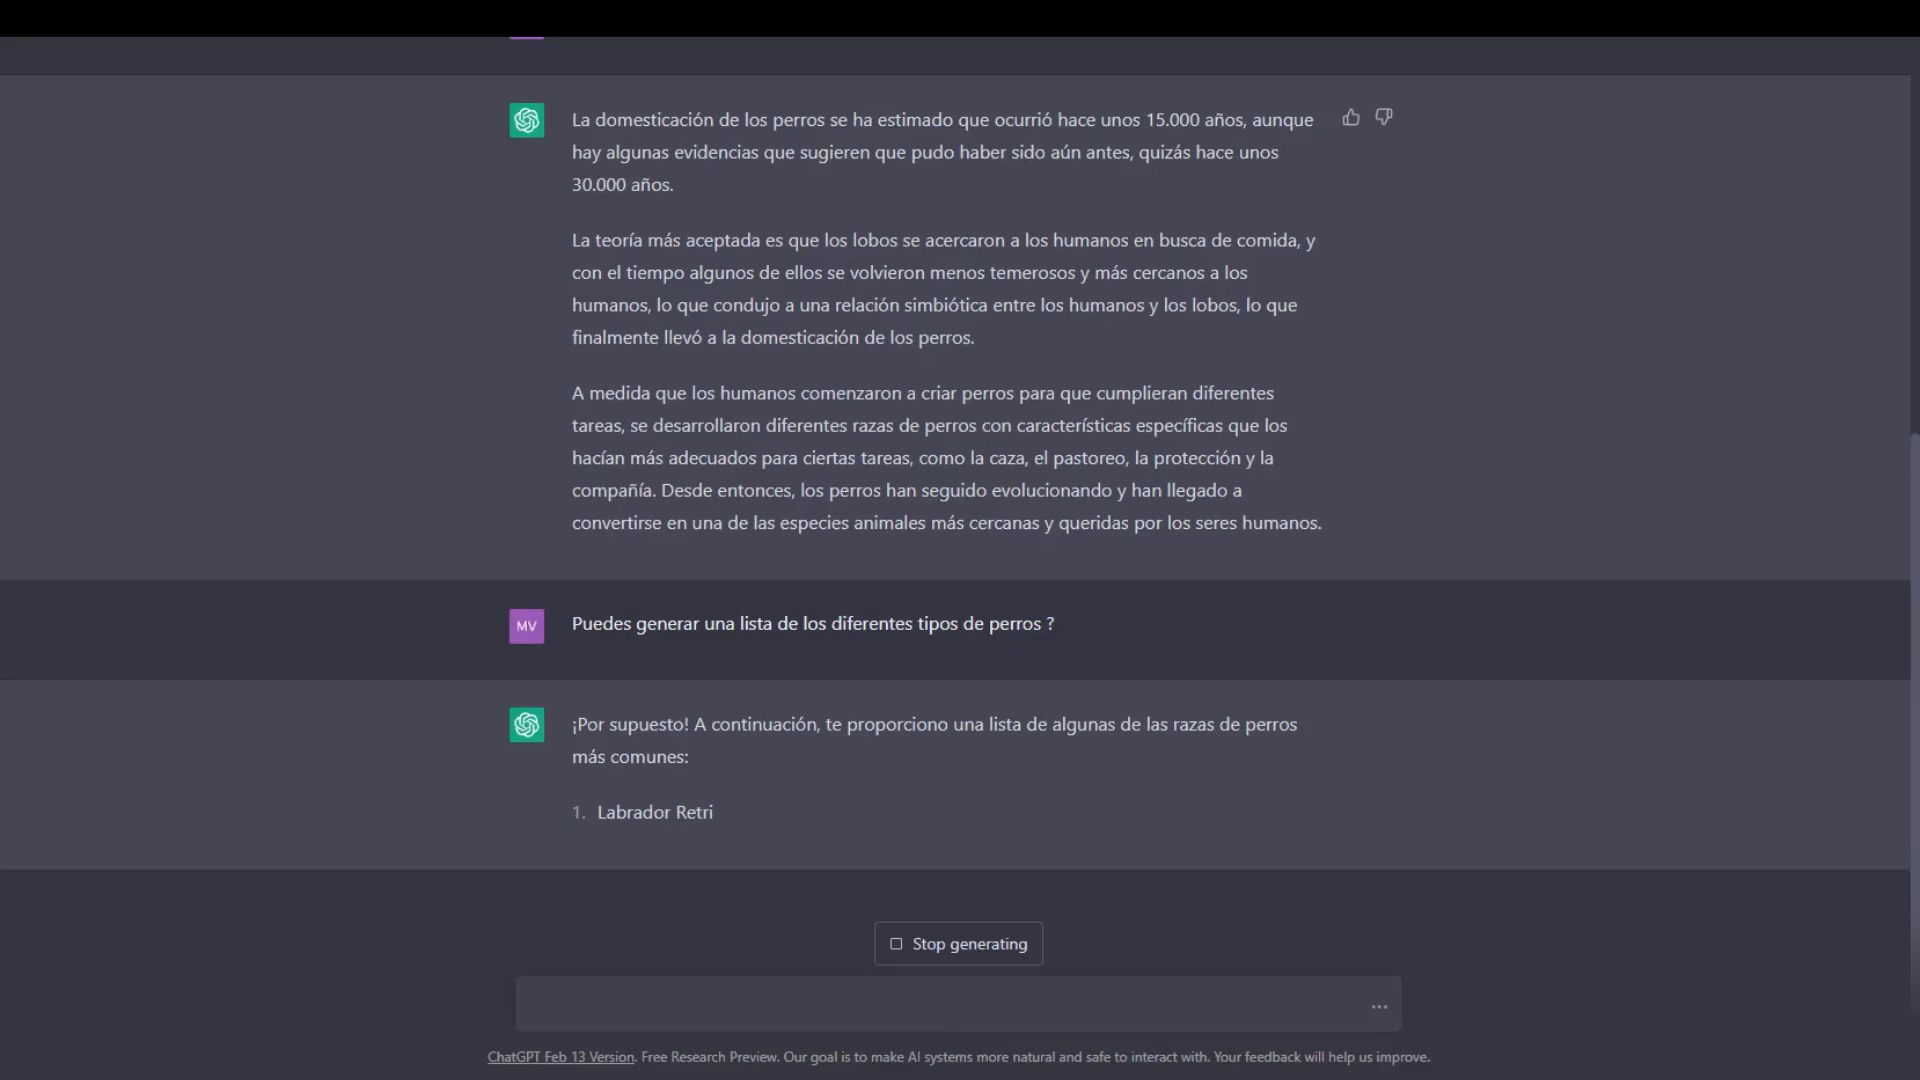 La domesticación de los perros se ha estimado que ocurrió hace unos 15.000 años, aunque
hay algunas evidencias que sugieren que pudo haber sido aún antes, quizás hace unos
30.000 años.
La teoría más aceptada es que los lobos se acercaron a los humanos en busca de comida, y
con el tiempo algunos de ellos se volvieron menos temerosos y más cercanos a los
humanos, lo que condujo a una relación simbiótica entre los humanos y los lobos, lo que
finalmente llevó a la domesticación de los perros.
A medida que los humanos comenzaron a criar perros para que cumplieran diferentes
tareas, se desarrollaron diferentes razas de perros con características específicas que los
hacían más adecuados para ciertas tareas, como la caza, el pastoreo, la protección y la
compañía. Desde entonces, los perros han seguido evolucionando y han llegado a
convertirse en una de las especies animales más cercanas y queridas por los seres humanos.
MV
Puedes generar una lista de los diferentes tipos de perros ?
¡Por supuesto! A continuación, te proporciono una lista de algunas de las razas de perros
más comunes:
1. Labrador Retri
Stop generating
ChatGPT Feb 13 Version. Free Research Preview. Our goal is to make AI systems more natural and safe to interact with. Your feedback will help us improve.